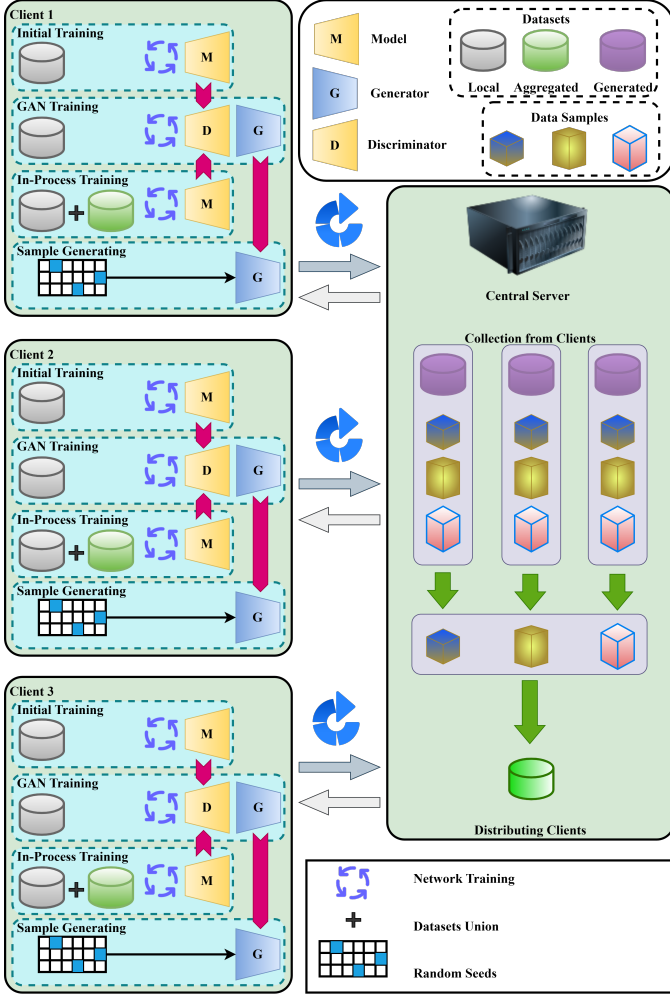 Client 1
Initial Training
M
GAN Training
D
G
In-Process Training
M
Sample Generating
G
Client 2
Initial Training
M
GAN Training
D
G
In-Process Training
M
Sample Generating
G
Client 3
Initial Training
M
GAN Training
D
G
In-Process Training
M
Sample Generating
G
M
Model
G
Generator
D
Discriminator
Datasets
Local
Aggregated
Generated
Data Samples
Central Server
Collection from Clients
Distributing Clients
Network Training
Datasets Union
Random Seeds